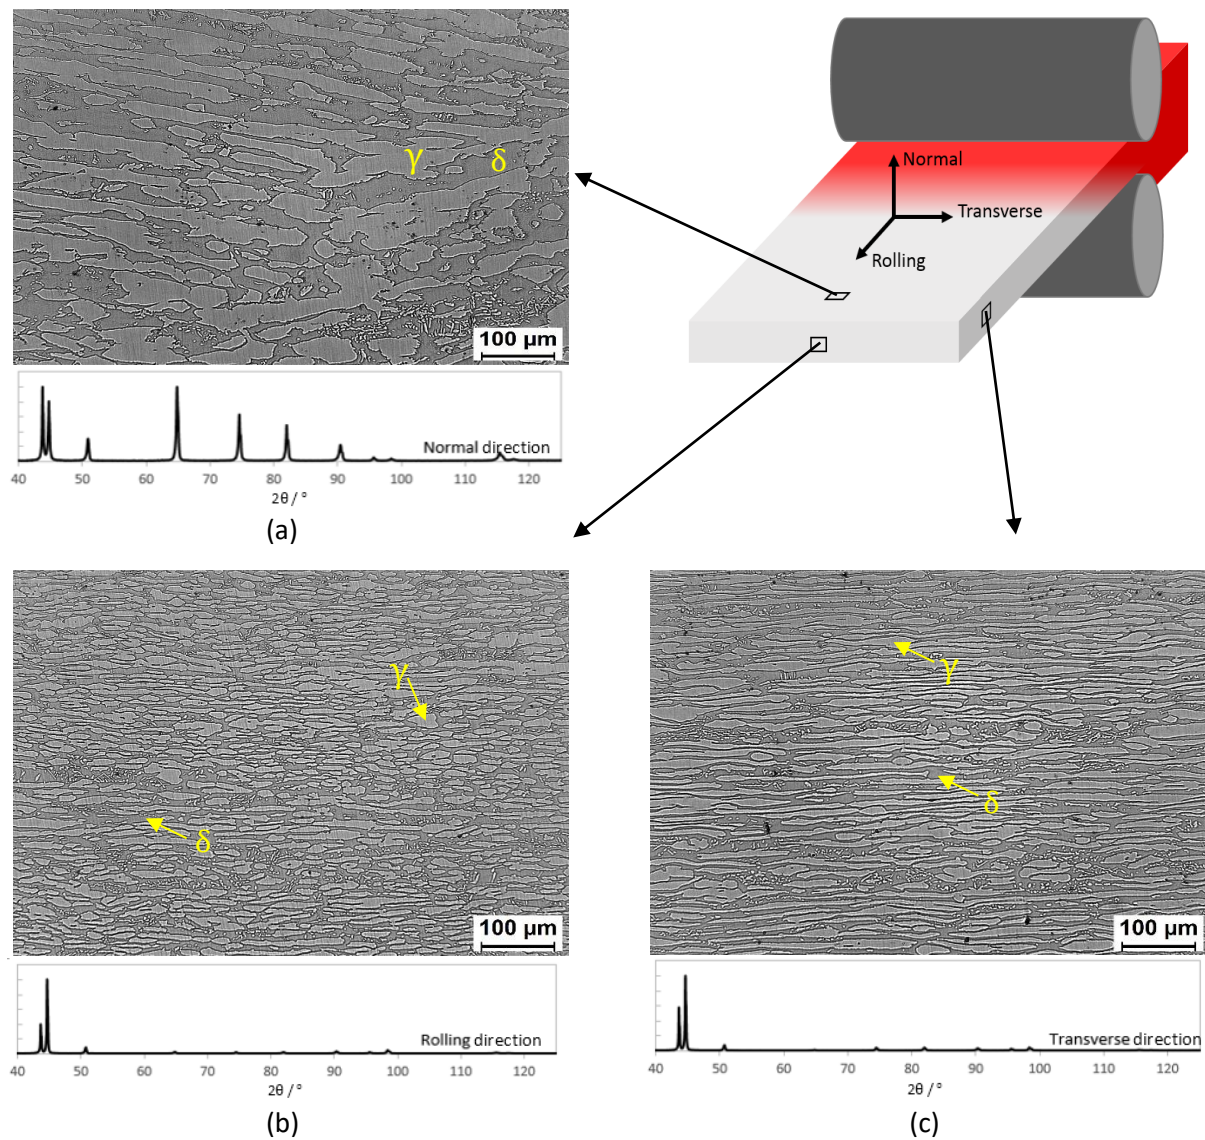 γ
δ
100 µm
Normal
Transverse
Rolling
Normal direction
40 50 60 70 80 90 100 110 120
2θ / °
(a)
γ
δ
100 µm
Rolling direction
40 50 60 70 80 90 100 110 120
2θ / °
(b)
γ
δ
100 µm
Transverse direction
40 50 60 70 80 90 100 110 120
2θ / °
(c)